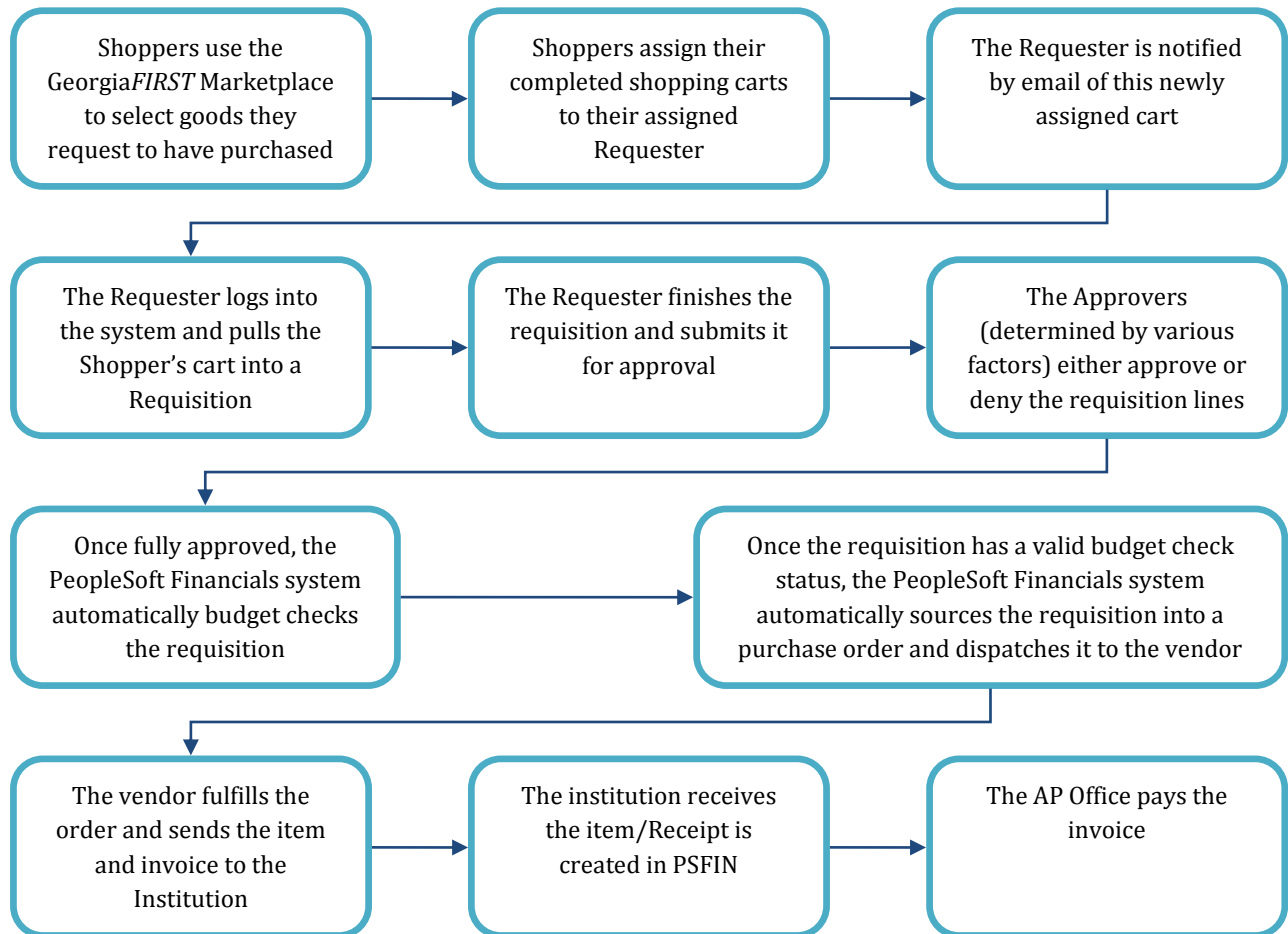 Shoppers use the
GeorgiaFIRST Marketplace
to select goods they
request to have purchased
Shoppers assign their
completed shopping carts
to their assigned
Requester
The Requester is notified
by email of this newly
assigned cart
The Requester logs into
the system and pulls the
Shopper’s cart into a
Requisition
The Requester finishes the
requisition and submits it
for approval
The Approvers
(determined by various
factors) either approve or
deny the requisition lines
Once fully approved, the
PeopleSoft Financials system
automatically budget checks
the requisition
Once the requisition has a valid budget check
status, the PeopleSoft Financials system
automatically sources the requisition into a
purchase order and dispatches it to the vendor
The vendor fulfills the
order and sends the item
and invoice to the
Institution
The institution receives
the item/Receipt is
created in PSFIN
The AP Office pays the
invoice